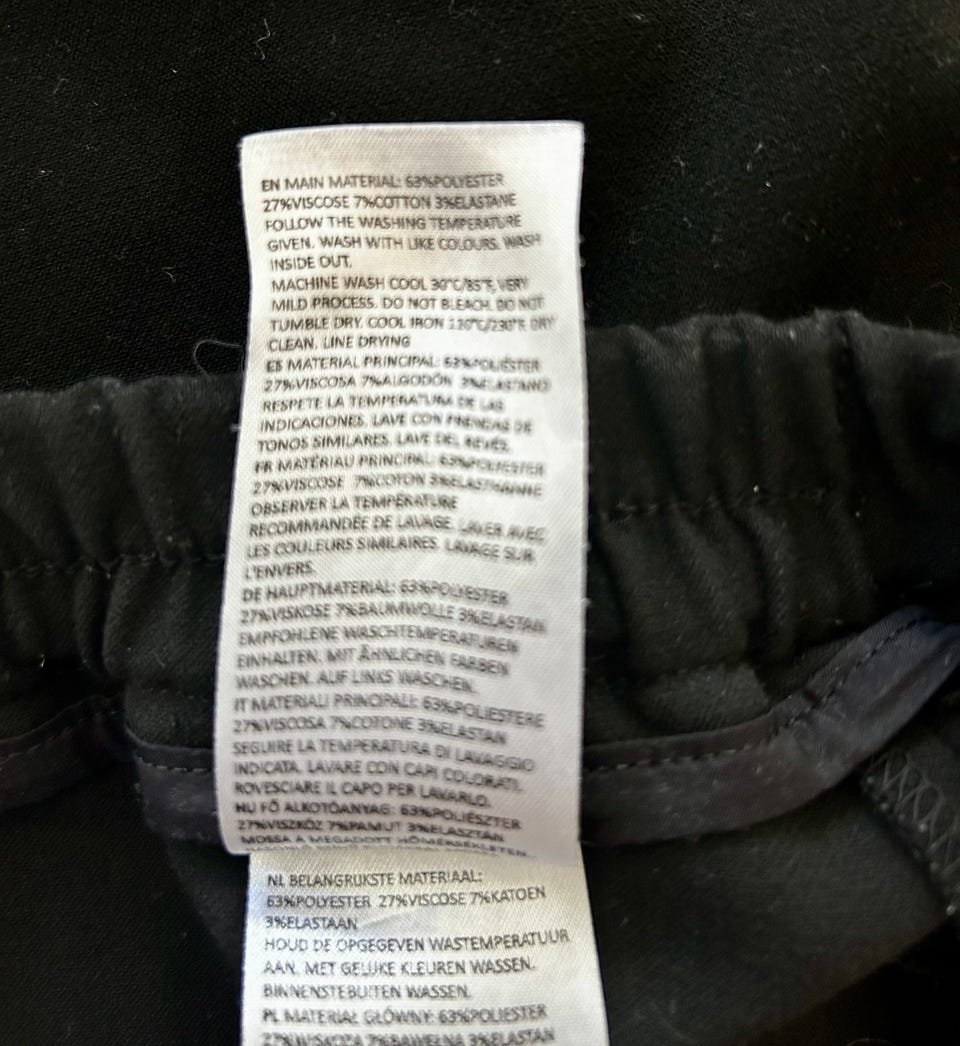 EN MAIN MATERIAL: 63%POLYESTER
27%VISCOSE 7%COTTON 3%ELASTANE
FOLLOW THE WASHING TEMPERATURE
GIVEN. WASH WITH LIKE COLOURS. WASH
INSIDE OUT.
MACHINE WASH COOL 30°C/85°F, VERY
MILD PROCESS. DO NOT BLEACH. DO NOT
TUMBLE DRY. COOL IRON 110°C/230°F. DRY
CLEAN. LINE DRYING
ES MATERIAL PRINCIPAL: 63%POLIÉSTER
27%VISCOSA 7%ALGODÓN 3%ELASTANO
RESPETE LA TEMPERATURA DE LAS
INDICACIONES. LAVE CON PRENDAS DE
TONOS SIMILARES. LAVE DEL REVÉS.
FR MATÉRIAU PRINCIPAL: 63%POLYESTER
27%VISCOSE 7%COTON 3%ELASTHANNE
OBSERVER LA TEMPÉRATURE
RECOMMANDÉE DE LAVAGE. LAVER AVEC
LES COULEURS SIMILAIRES. LAVAGE SUR
L'ENVERS.
DE HAUPTMATERIAL: 63%POLYESTER
27%VISKOSE 7%BAUMWOLLE 3%ELASTAN
EMPFOHLENE WASCHTEMPERATUREN
EINHALTEN. MIT ÄHNLICHEN FARBEN
WASCHEN. AUF LINKS WASCHEN.
IT MATERIALI PRINCIPALI: 63%POLIESTERE
27%VISCOSA 7%COTONE 3%ELASTAN
SEGUIRE LA TEMPERATURA DI LAVAGGIO
INDICATA. LAVARE CON CAPI COLORATI.
ROVESCIARE IL CAPO PER LAVARLO.
HU FŐ ALKOTÓANYAG: 63%POLIÉSZTER
27%VISZKÓZ 7%PAMUT 3%ELASZTÁN
MOSSA A MEGADOTT HŐMÉRSÉKLETEN.
NL BELANGRIJKSTE MATERIAAL:
63%POLYESTER 27%VISCOSE 7%KATOEN
3%ELASTAAN
HOUD DE OPGEGEVEN WASTEMPERATUUR
AAN. MET GELIJKE KLEUREN WASSEN.
BINNENSTEBUITEN WASSEN.
PL MATERIAŁ GŁÓWNY: 63%POLIESTER
27%WISKOZA 7%BAWEŁNA 3%ELASTAN